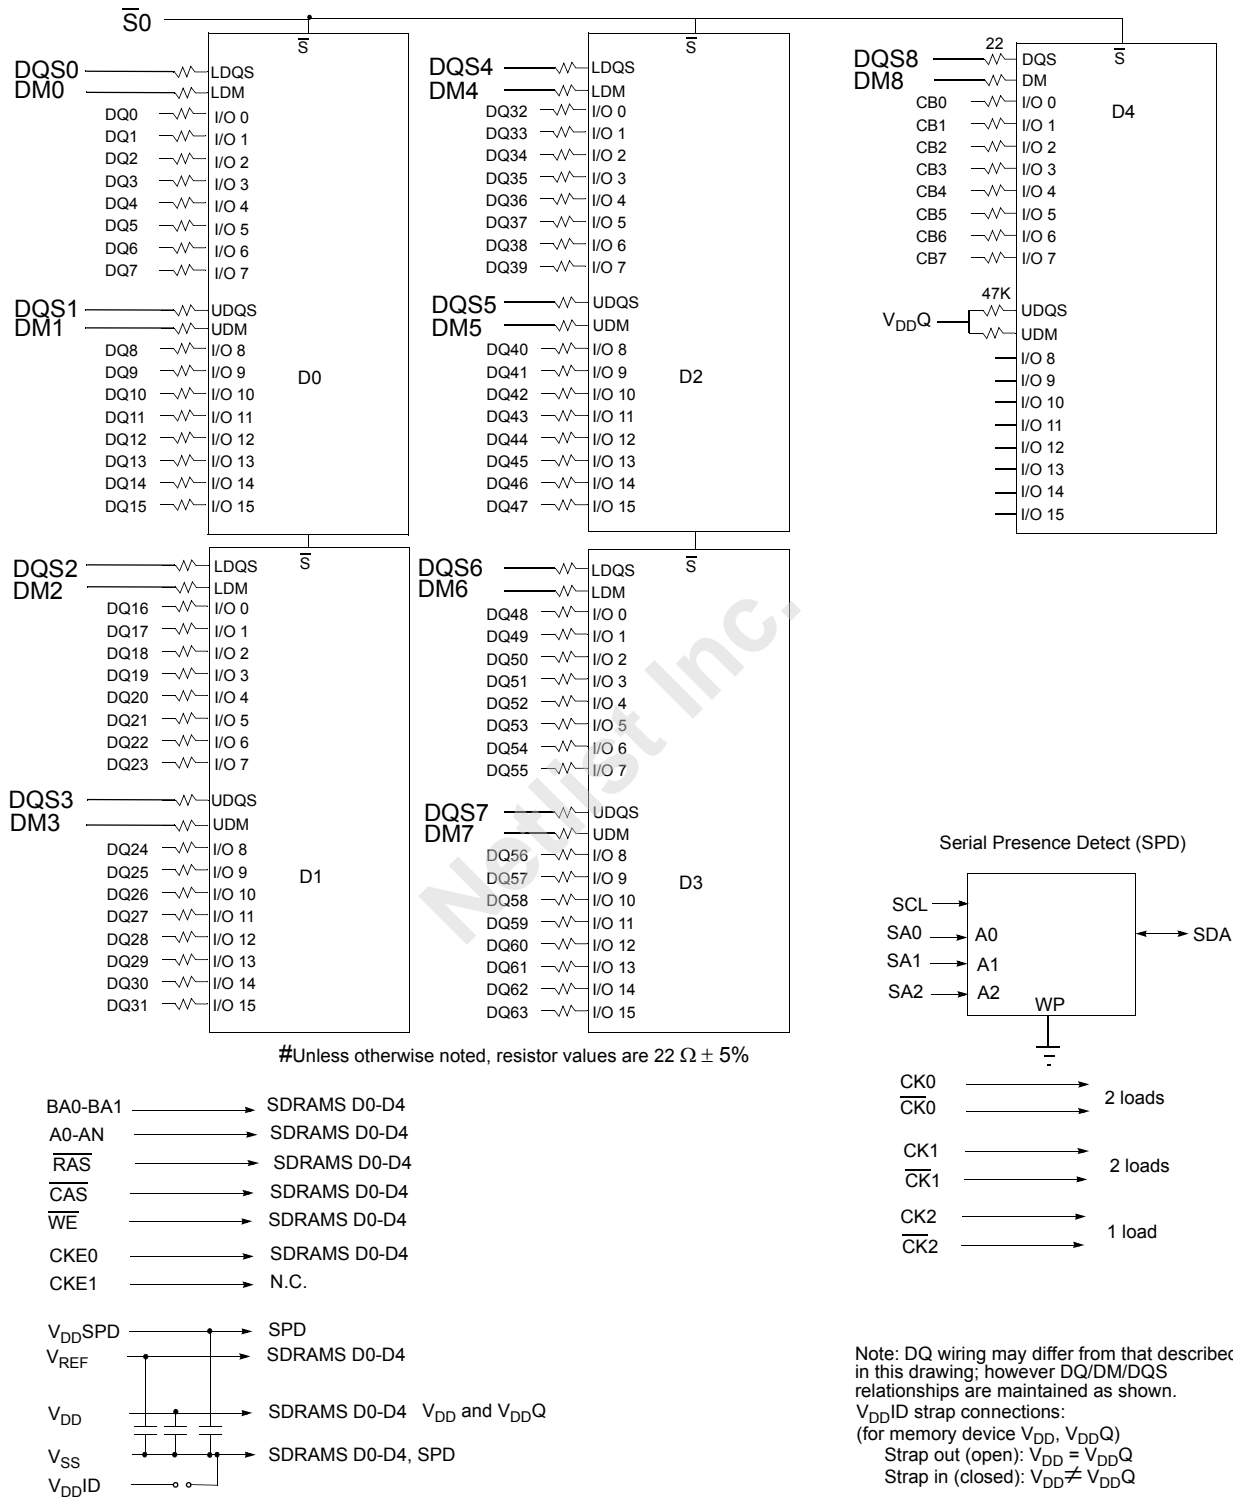 S̅0
S̅
DQS0
LDQS
DM0
LDM
DQ0 I/O 0
DQ1 I/O 1
DQ2 I/O 2
DQ3 I/O 3
DQ4 I/O 4
DQ5 I/O 5
DQ6 I/O 6
DQ7 I/O 7
DQS1 UDQS
DM1 UDM
DQ8 I/O 8
DQ9 I/O 9
DQ10 I/O 10
DQ11 I/O 11
DQ12 I/O 12
DQ13 I/O 13
DQ14 I/O 14
DQ15 I/O 15
D0
S̅
DQS4 LDQS
DM4 LDM
DQ32 I/O 0
DQ33 I/O 1
DQ34 I/O 2
DQ35 I/O 3
DQ36 I/O 4
DQ37 I/O 5
DQ38 I/O 6
DQ39 I/O 7
DQS5 UDQS
DM5 UDM
DQ40 I/O 8
DQ41 I/O 9
DQ42 I/O 10
DQ43 I/O 11
DQ44 I/O 12
DQ45 I/O 13
DQ46 I/O 14
DQ47 I/O 15
D2
22
S̅
DQS8 DQS
DM8 DM
CB0 I/O 0
CB1 I/O 1
CB2 I/O 2
CB3 I/O 3
CB4 I/O 4
CB5 I/O 5
CB6 I/O 6
CB7 I/O 7
D4
47K
VDDQ
UDQS
UDM
I/O 8
I/O 9
I/O 10
I/O 11
I/O 12
I/O 13
I/O 14
I/O 15
S̅
DQS2 LDQS
DM2 LDM
DQ16 I/O 0
DQ17 I/O 1
DQ18 I/O 2
DQ19 I/O 3
DQ20 I/O 4
DQ21 I/O 5
DQ22 I/O 6
DQ23 I/O 7
DQS3 UDQS
DM3 UDM
DQ24 I/O 8
DQ25 I/O 9
DQ26 I/O 10
DQ27 I/O 11
DQ28 I/O 12
DQ29 I/O 13
DQ30 I/O 14
DQ31 I/O 15
D1
S̅
DQS6 LDQS
DM6 LDM
DQ48 I/O 0
DQ49 I/O 1
DQ50 I/O 2
DQ51 I/O 3
DQ52 I/O 4
DQ53 I/O 5
DQ54 I/O 6
DQ55 I/O 7
DQS7 UDQS
DM7 UDM
DQ56 I/O 8
DQ57 I/O 9
DQ58 I/O 10
DQ59 I/O 11
DQ60 I/O 12
DQ61 I/O 13
DQ62 I/O 14
DQ63 I/O 15
D3
Netlist Inc.
Serial Presence Detect (SPD)
SCL
SA0 A0
SA1 A1
SA2 A2
WP
SDA
#Unless otherwise noted, resistor values are 22 Ω ± 5%
CK0
C̅K̅0
2 loads
CK1
C̅K̅1
2 loads
CK2
C̅K̅2
1 load
BA0-BA1 SDRAMS D0-D4
A0-AN SDRAMS D0-D4
R̅A̅S̅ SDRAMS D0-D4
C̅A̅S̅ SDRAMS D0-D4
W̅E̅ SDRAMS D0-D4
CKE0 SDRAMS D0-D4
CKE1 N.C.
VDDSPD SPD
VREF SDRAMS D0-D4
VDD SDRAMS D0-D4 VDD and VDDQ
VSS SDRAMS D0-D4, SPD
VDDID
Note: DQ wiring may differ from that described
in this drawing; however DQ/DM/DQS
relationships are maintained as shown.
VDDID strap connections:
(for memory device VDD, VDDQ)
Strap out (open): VDD = VDDQ
Strap in (closed): VDD ≠ VDDQ